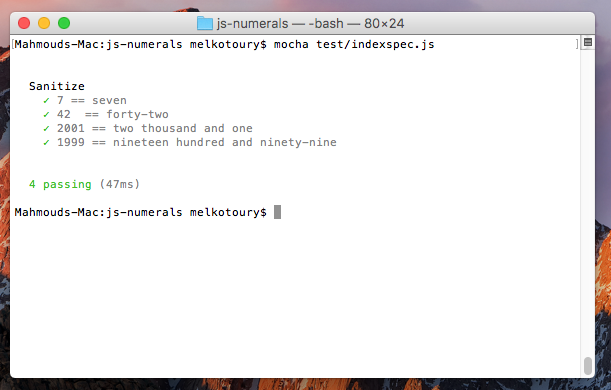 js-numerals — -bash — 80×24
[Mahmouds-Mac:js-numerals melkotoury$ mocha test/indexspec.js ]
Sanitize
✓ 7 == seven
✓ 42  == forty-two
✓ 2001 == two thousand and one
✓ 1999 == nineteen hundred and ninety-nine
4 passing (47ms)
Mahmouds-Mac:js-numerals melkotoury$